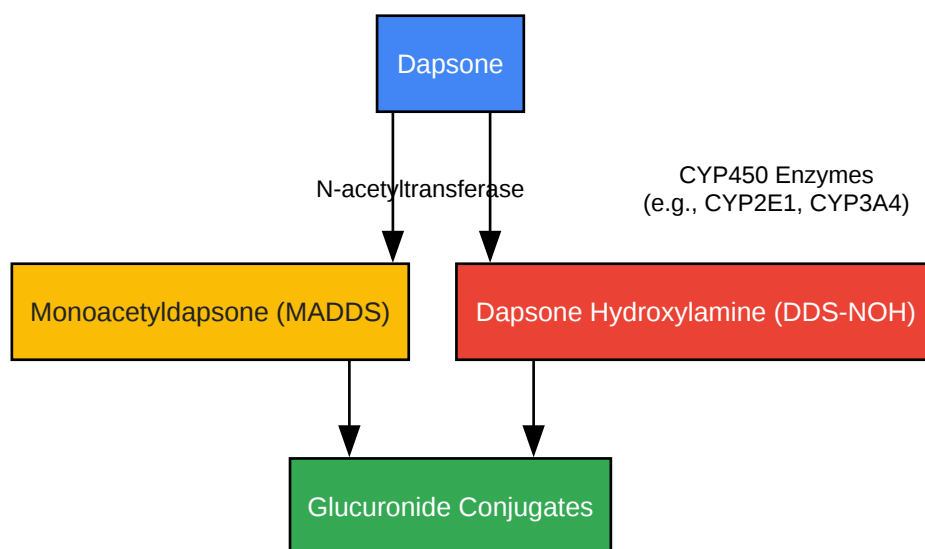 Dapsone
N-acetyltransferase
CYP450 Enzymes
(e.g., CYP2E1, CYP3A4)
Monoacetyldapsone (MADDS)
Dapsone Hydroxylamine (DDS-NOH)
Glucuronide Conjugates